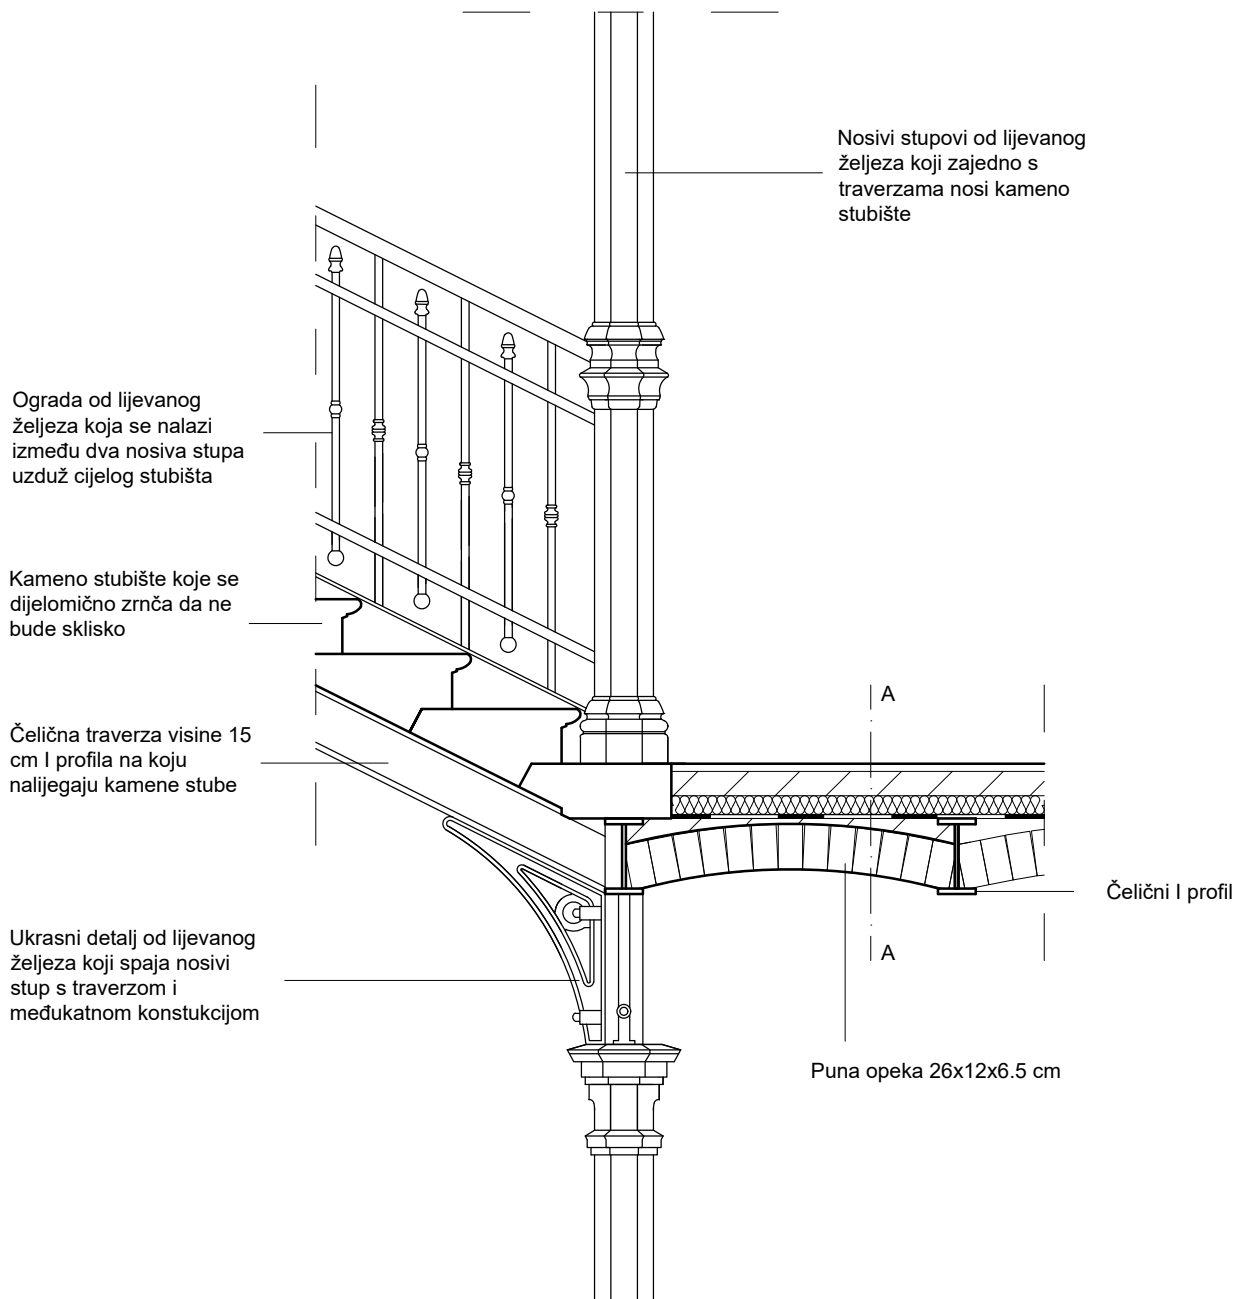 Nosivi stupovi od lijevanog
željeza koji zajedno s
traverzama nosi kameno
stubište
Ograda od lijevanog
željeza koja se nalazi
između dva nosiva stupa
uzduž cijelog stubišta
Kameno stubište koje se
dijelomično zrnča da ne
bude sklisko
A
Čelična traverza visine 15
cm I profila na koju
nalijegaju kamene stube
Čelični I profil
Ukrasni detalj od lijevanog
željeza koji spaja nosivi
stup s traverzom i
međukatnom konstukcijom
A
Puna opeka 26x12x6.5 cm